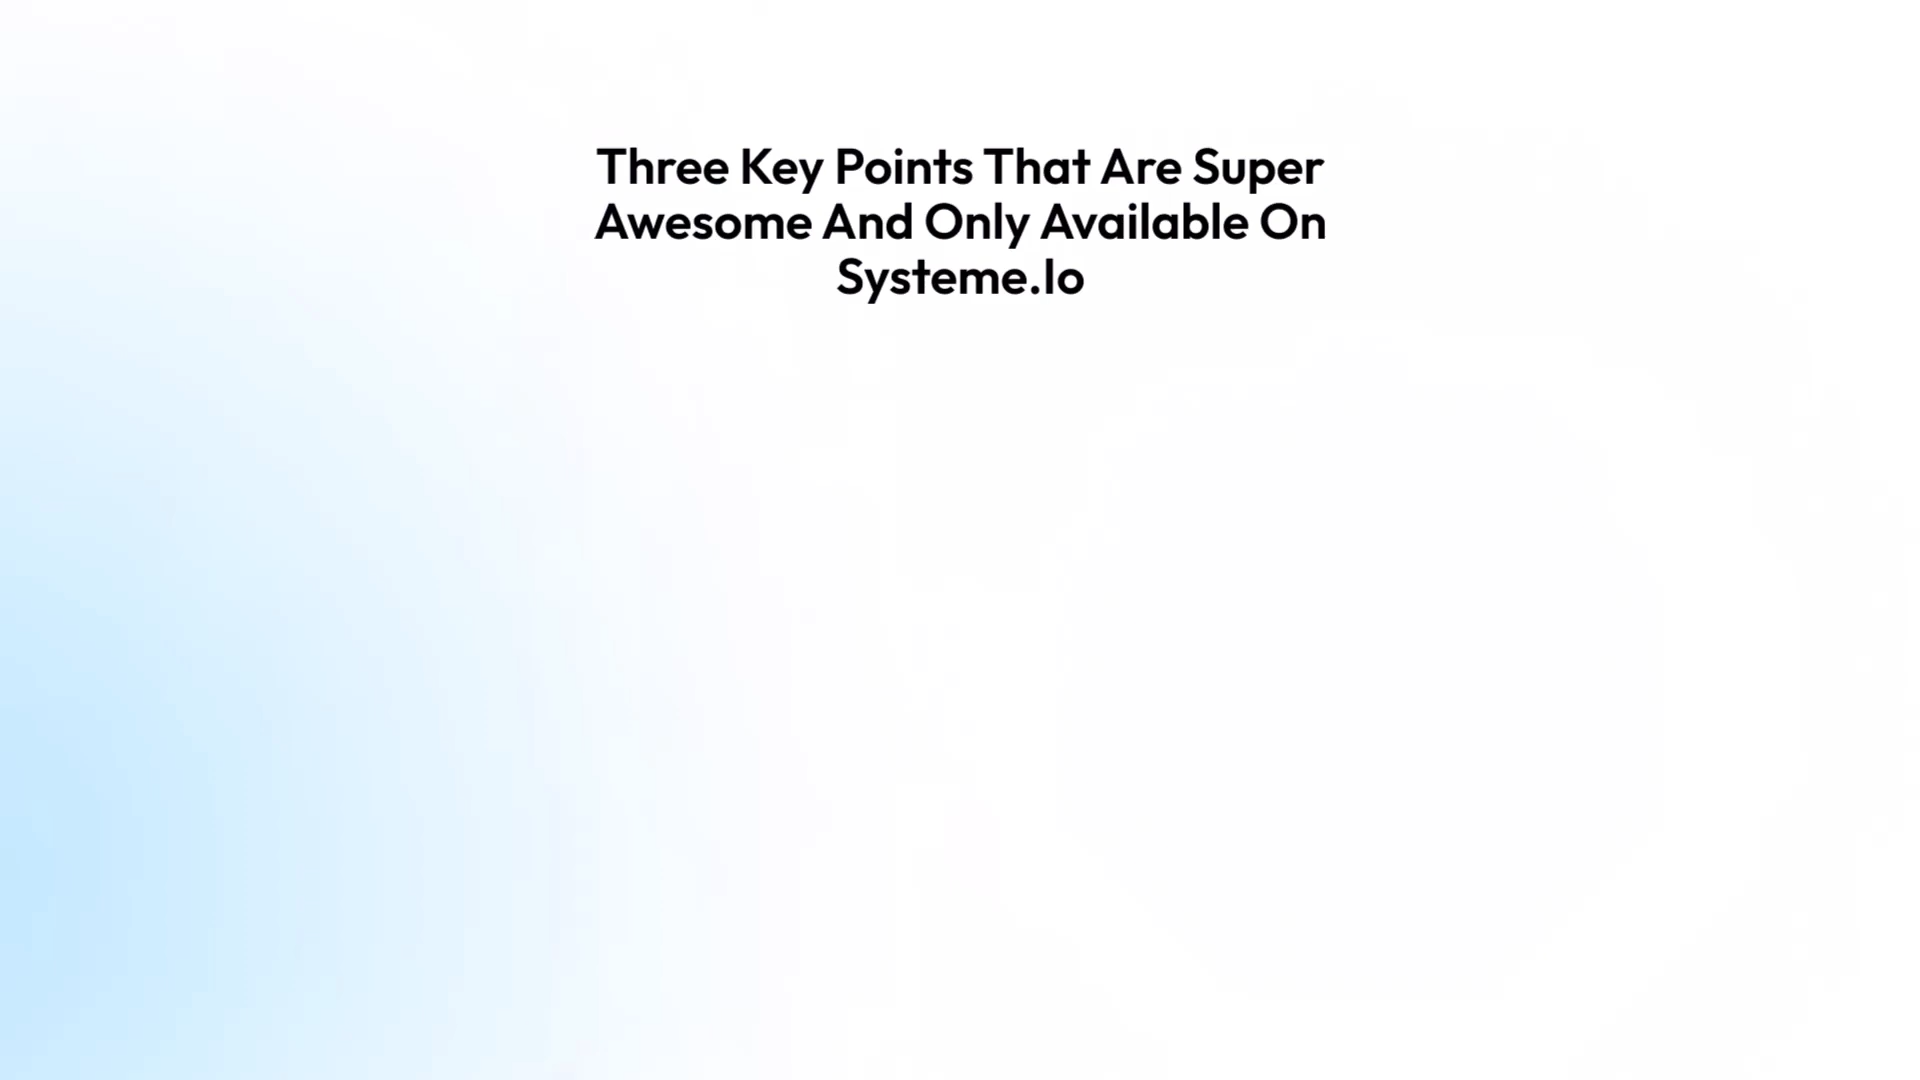 Three Key Points That Are Super
Awesome And Only Available On
Systeme.Io